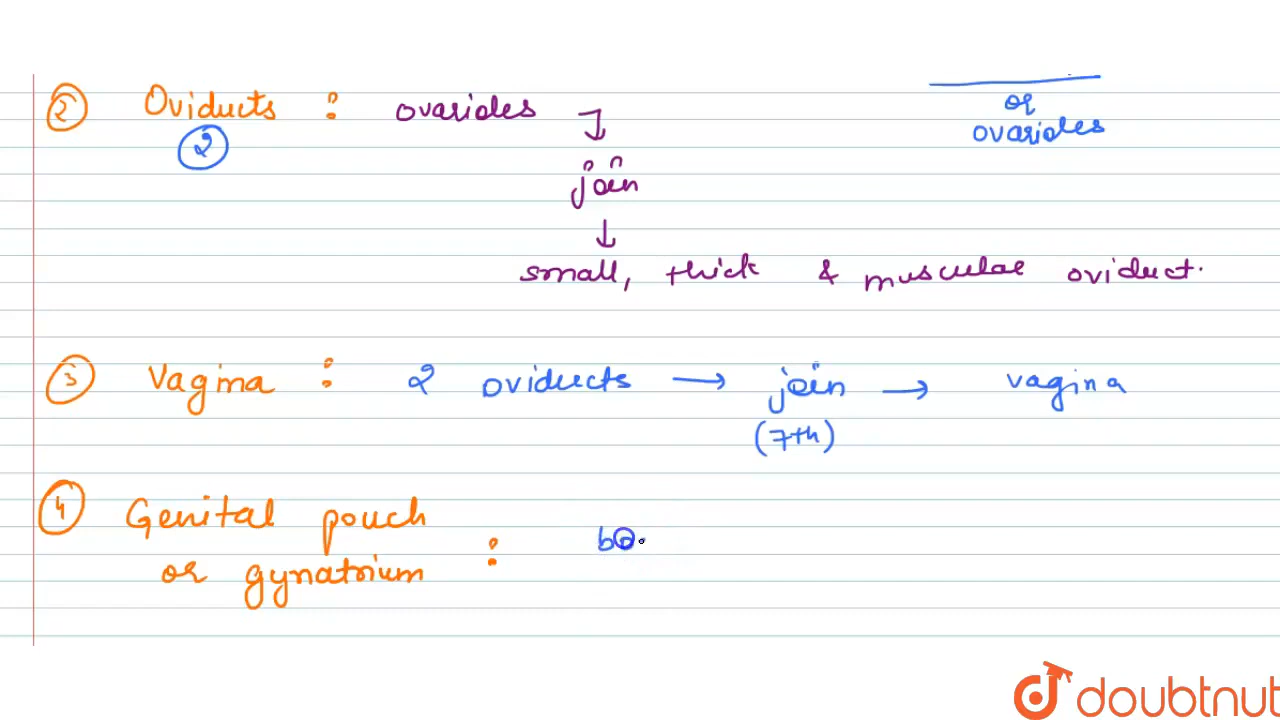 or
② Oviducts : ovarioles
ovarioles
②
join
small, thick & muscular oviduct.
③ Vagina : 2 oviducts → join → vagina
(7th)
④ Genital pouch
or gynatrium :
bo
doubtnut